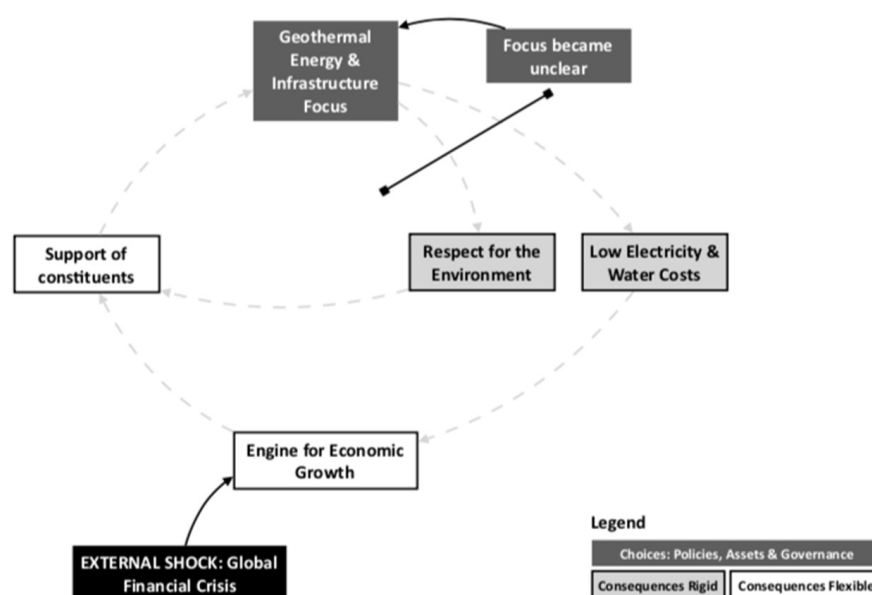 Geothermal
Energy &
Infrastructure
Focus
Focus became
unclear
Support of
constituents
Respect for the
Environment
Low Electricity &
Water Costs
Engine for Economic
Growth
EXTERNAL SHOCK: Global
Financial Crisis
Legend
Choices: Policies, Assets & Governance
Consequences Rigid
Consequences Flexible